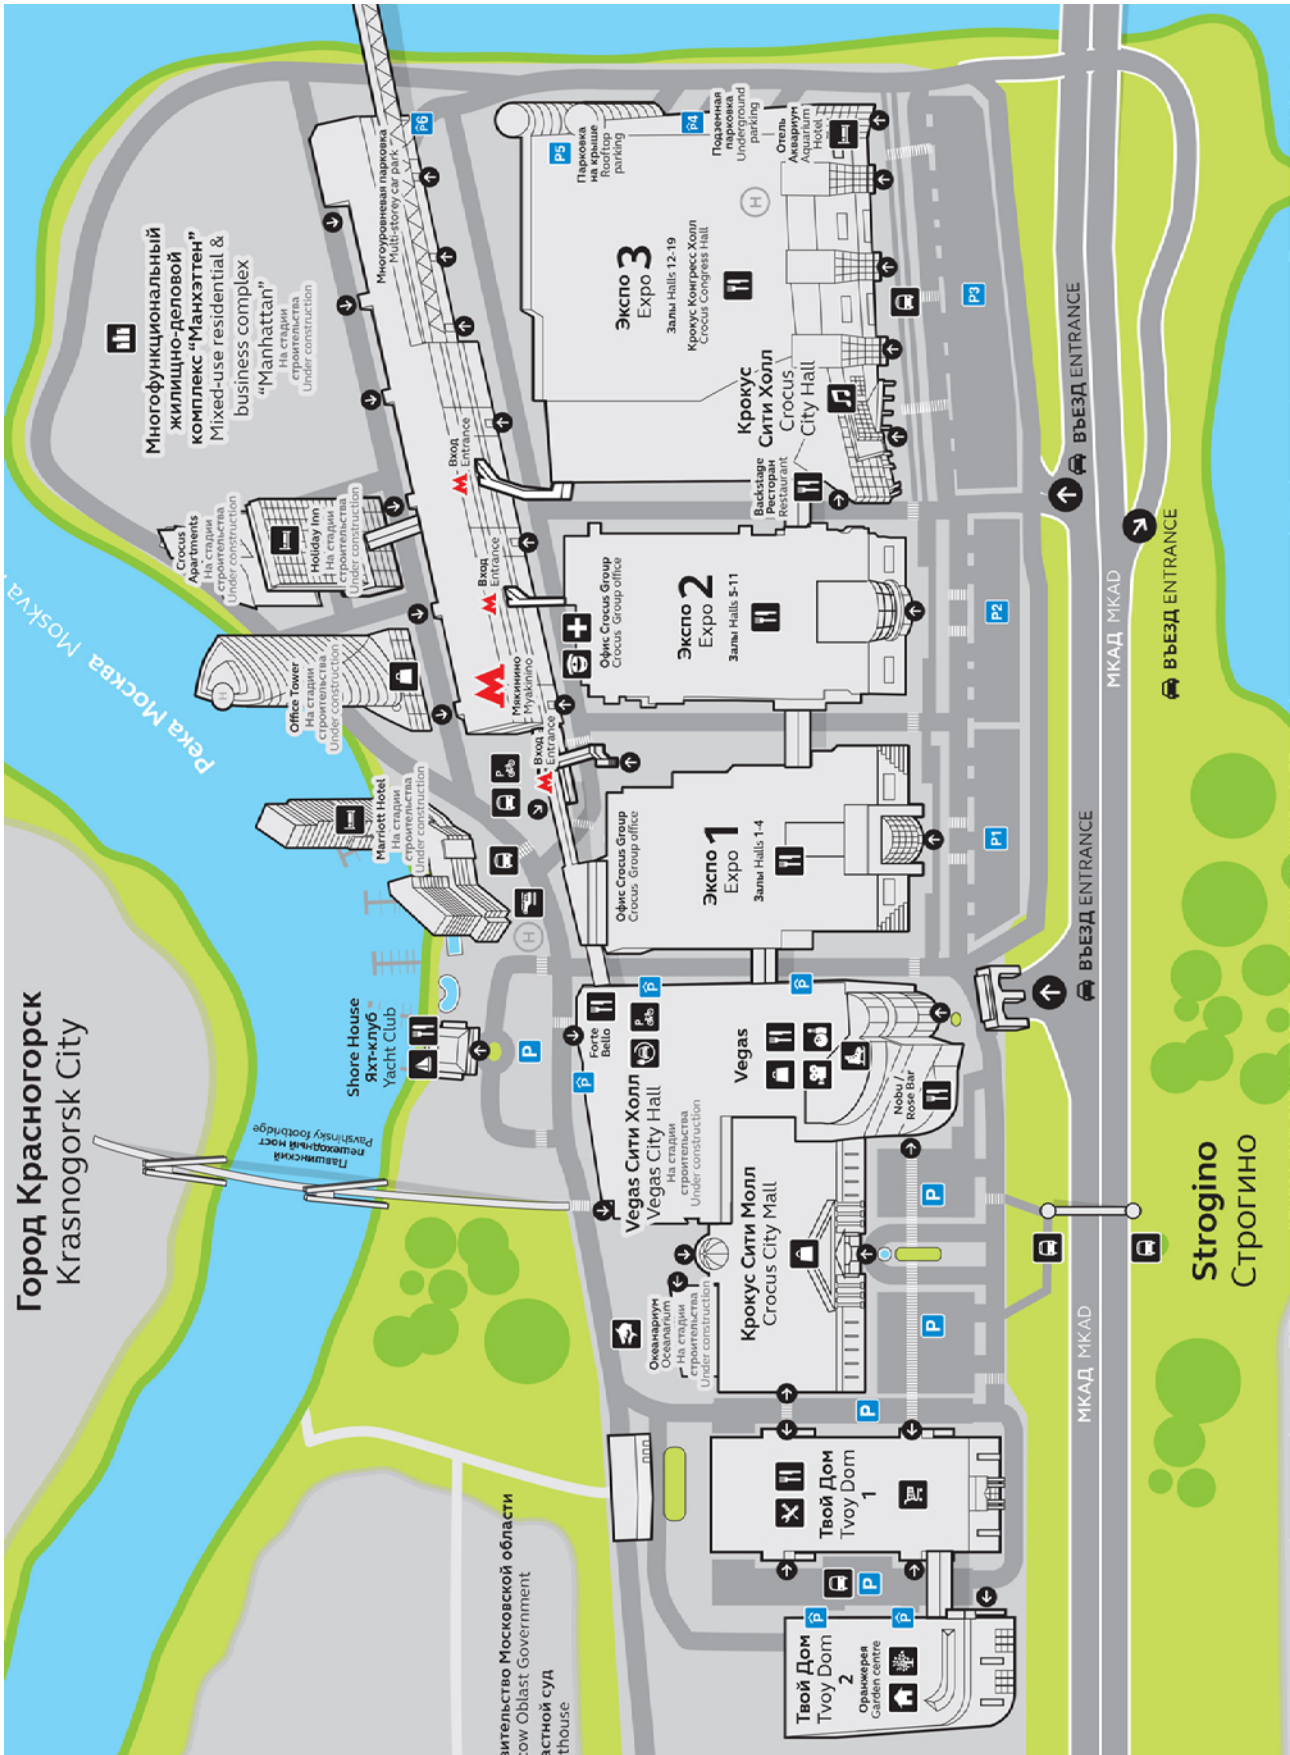 Город Красногорск
Krasnogorsk City
Река Москва Moskva
Павшинский
пешеходный мост
Pavshinsky footbridge
Shore House
Яхт-клуб
Yacht Club
Marriott Hotel
На стадии
строительства
Under construction
Office Tower
На стадии
строительства
Under construction
Crocus
Apartments
На стадии
строительства
Under construction
Holiday Inn
На стадии
строительства
Under construction
Многофункциональный
жилищно-деловой
комплекс “Манхэттен”
Mixed-use residential &
business complex
“Manhattan”
На стадии
строительства
Under construction
Многоуровневая парковка
Multi-storey car park
P6
Вход
Entrance
Вход
Entrance
Вход
Entrance
Мякинино
Myakinino
P
H
H
P
P
Forte
Bello
P
P
P
Vegas Сити Холл
Vegas City Hall
На стадии
строительства
Under construction
Vegas
Nobu /
Rose Bar
Офис Crocus Group
Crocus Group office
Экспо 1
Expo
Залы Halls 1-4
Офис Crocus Group
Crocus Group office
Экспо 2
Expo
Залы Halls 5-11
Экспо 3
Expo
Залы Halls 12-19
Крокус Конгресс Холл
Crocus Congress Hall
P5
Парковка
на крыше
Rooftop
parking
P4
Подземная
парковка
Underground
parking
Отель
Аквариум
Aquarium
Hotel
H
Крокус
Сити Холл
Crocus
City Hall
Backstage
Ресторан
Restaurant
P1
P2
P3
Океанариум
Oceanarium
На стадии
строительства
Under construction
Крокус Сити Молл
Crocus City Mall
P
P
P
Твой Дом
Tvoy Dom
1
P
P
P
Твой Дом
Tvoy Dom
2
Оранжерея
Garden centre
вительство Московской области
cow Oblast Government
астной суд
thouse
МКАД MKAD
МКАД MKAD
ВЪЕЗД ENTRANCE
ВЪЕЗД ENTRANCE
ВЪЕЗД ENTRANCE
Strogino
Строгино